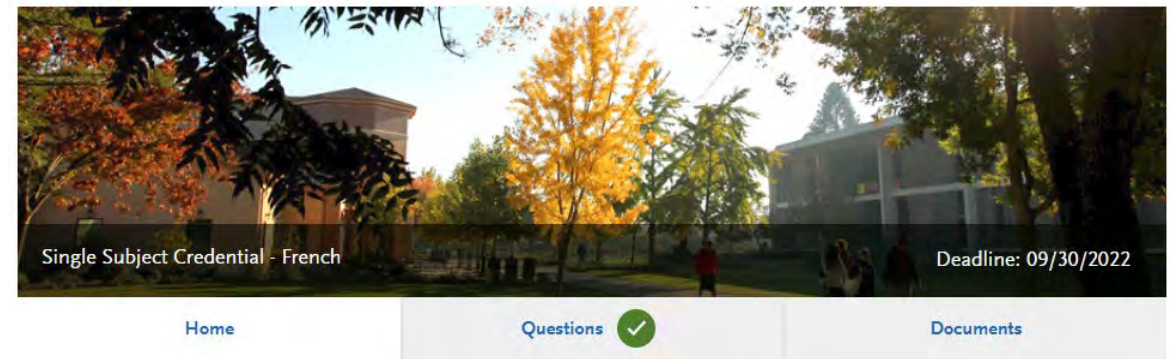 Single Subject Credential - French
Deadline: 09/30/2022
Home
Questions
Documents